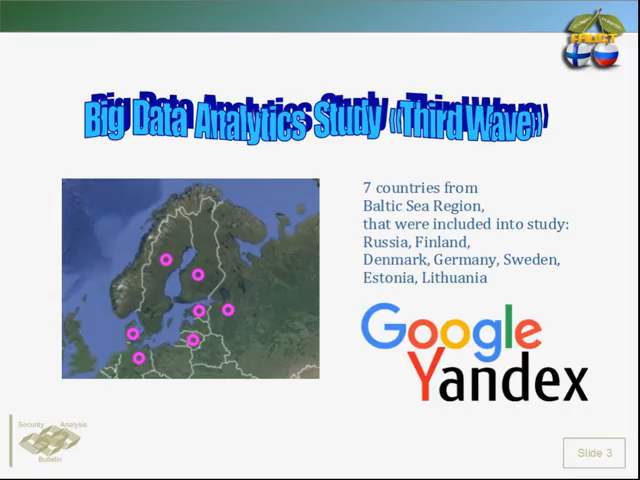 FRUCT
Big Data Analytics Study «Third Wave»
7 countries from
Baltic Sea Region,
that were included into study:
Russia, Finland,
Denmark, Germany, Sweden,
Estonia, Lithuania
Google
Yandex
Security Analysis
Bulletin
Slide 3